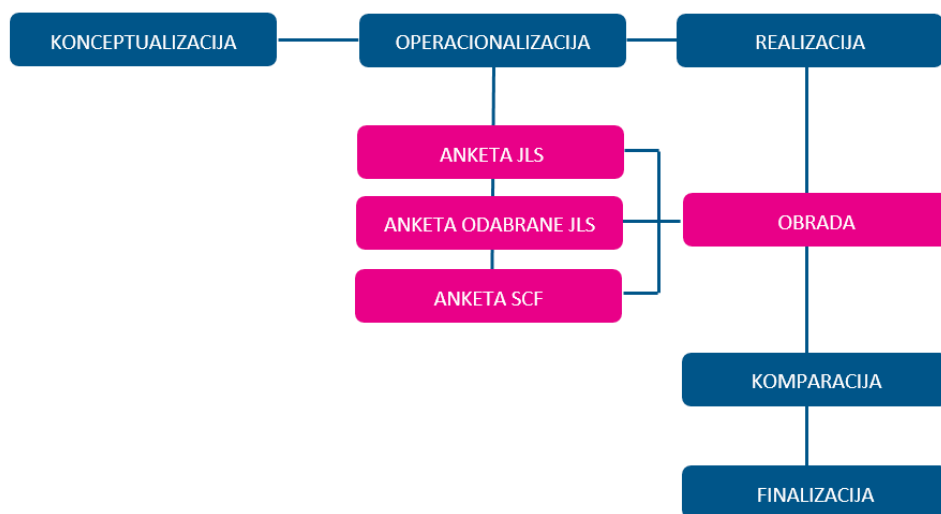 KONCEPTUALIZACIJA
OPERACIONALIZACIJA
REALIZACIJA
ANKETA JLS
ANKETA ODABRANE JLS
OBRADA
ANKETA SCF
KOMPARACIJA
FINALIZACIJA